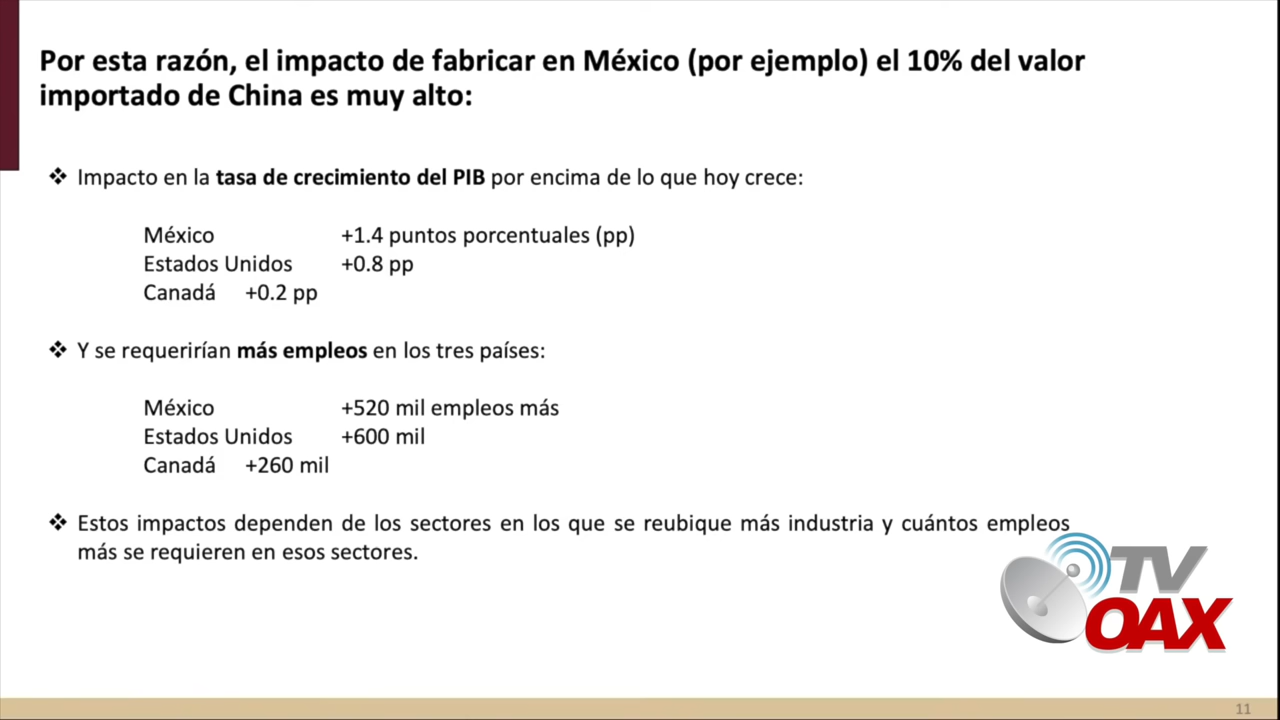 Por esta razón, el impacto de fabricar en México (por ejemplo) el 10% del valor
importado de China es muy alto:
❖ Impacto en la tasa de crecimiento del PIB por encima de lo que hoy crece:
México +1.4 puntos porcentuales (pp)
Estados Unidos +0.8 pp
Canadá +0.2 pp
❖ Y se requerirían más empleos en los tres países:
México +520 mil empleos más
Estados Unidos +600 mil
Canadá +260 mil
❖ Estos impactos dependen de los sectores en los que se reubique más industria y cuántos empleos
más se requieren en esos sectores.
TV
OAX
11